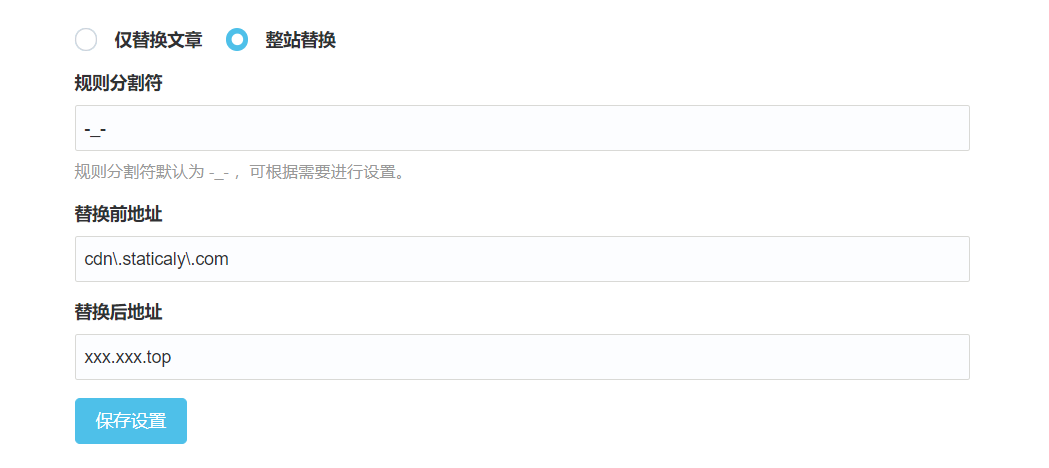 仅替换文章 整站替换
规则分割符
-_-
规则分割符默认为 -_- ，可根据需要进行设置。
替换前地址
cdn\.staticaly\.com
替换后地址
xxx.xxx.top
保存设置